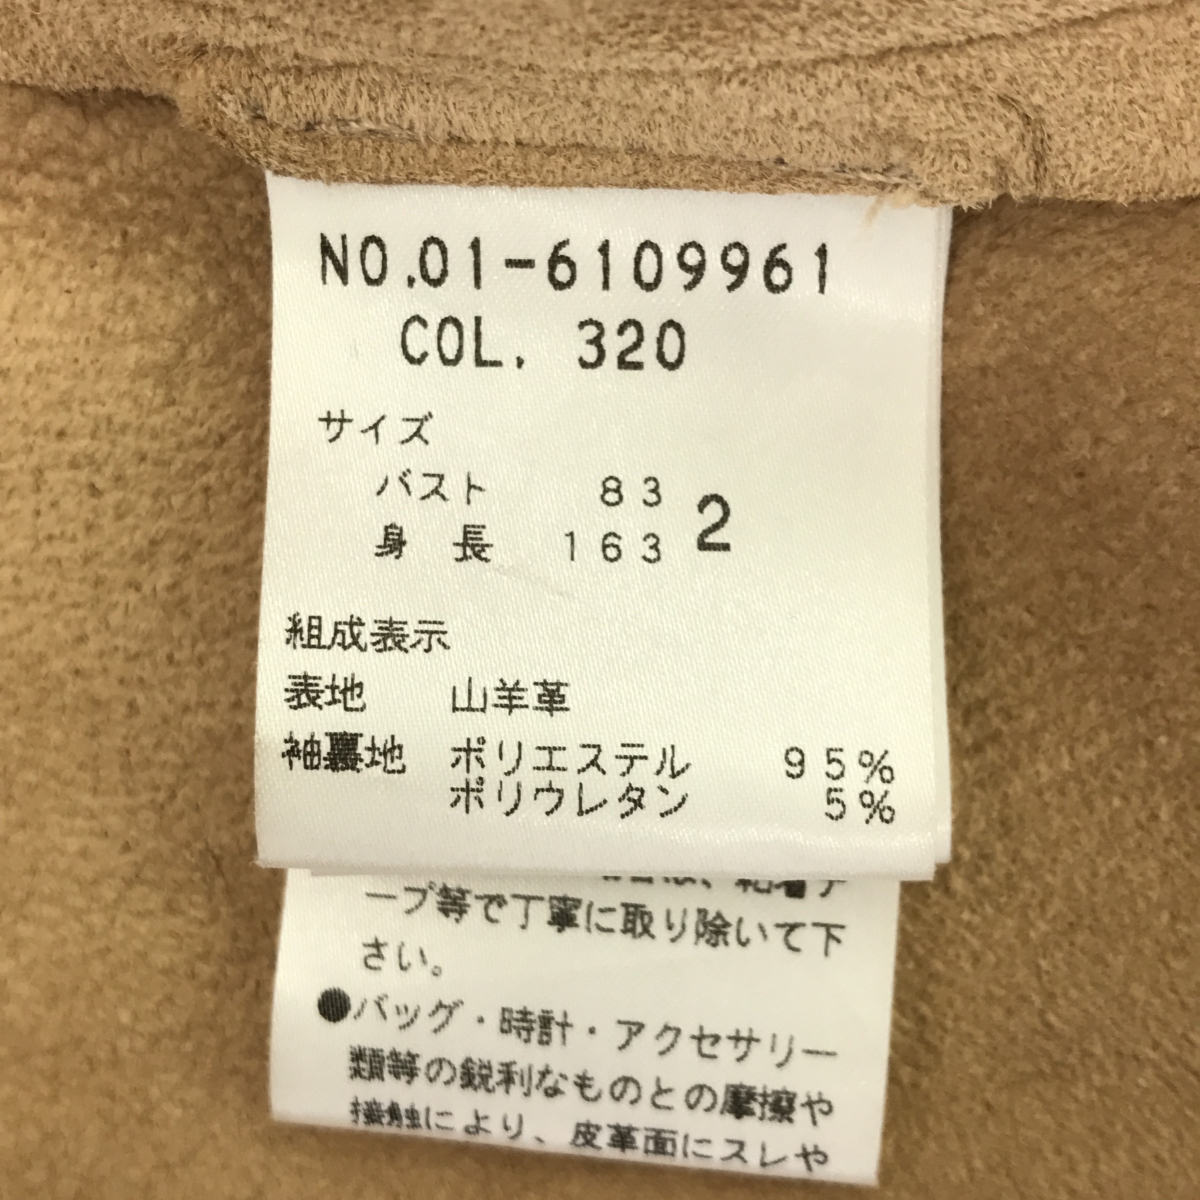 NO.01-6109961
COL. 320
サイズ
バスト 83
2
身長 163
組成表示
表地 山羊革
袖裏地 ポリエステル 95%
ポリウレタン 5%
は、粘着テ
ープ等で丁寧に取り除いて下
さい。
●バッグ・時計・アクセサリー
類等の鋭利なものとの摩擦や
接触により、皮革面にスレや